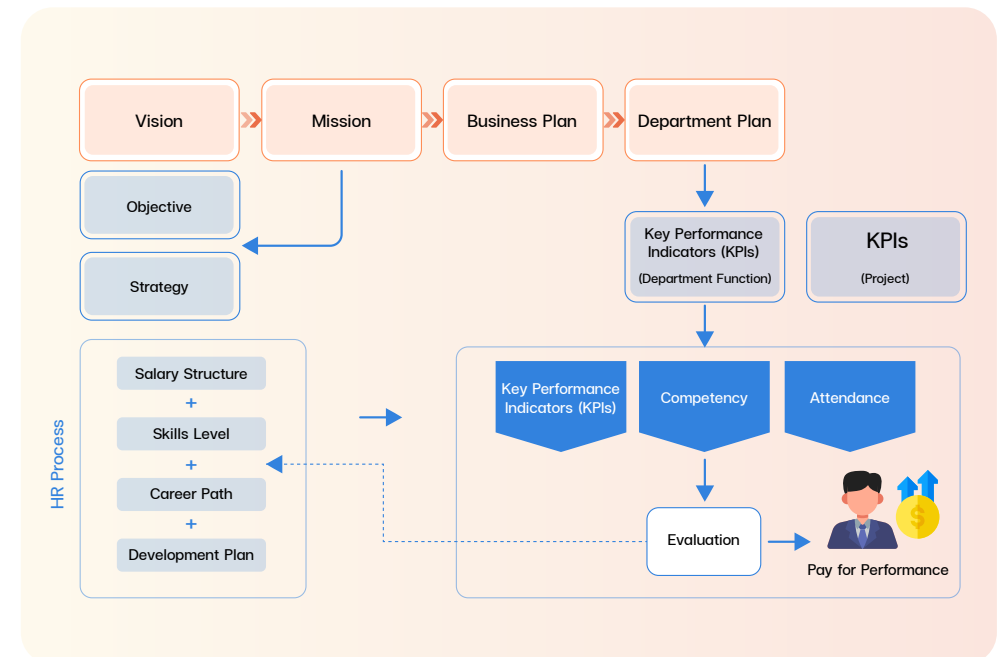 Vision
Mission
Business Plan
Department Plan
Objective
Strategy
Key Performance
Indicators (KPIs)
(Department Function)
KPIs
(Project)
HR Process
Salary Structure
+
Skills Level
+
Career Path
+
Development Plan
Key Performance
Indicators (KPIs)
Competency
Attendance
Evaluation
$
Pay for Performance